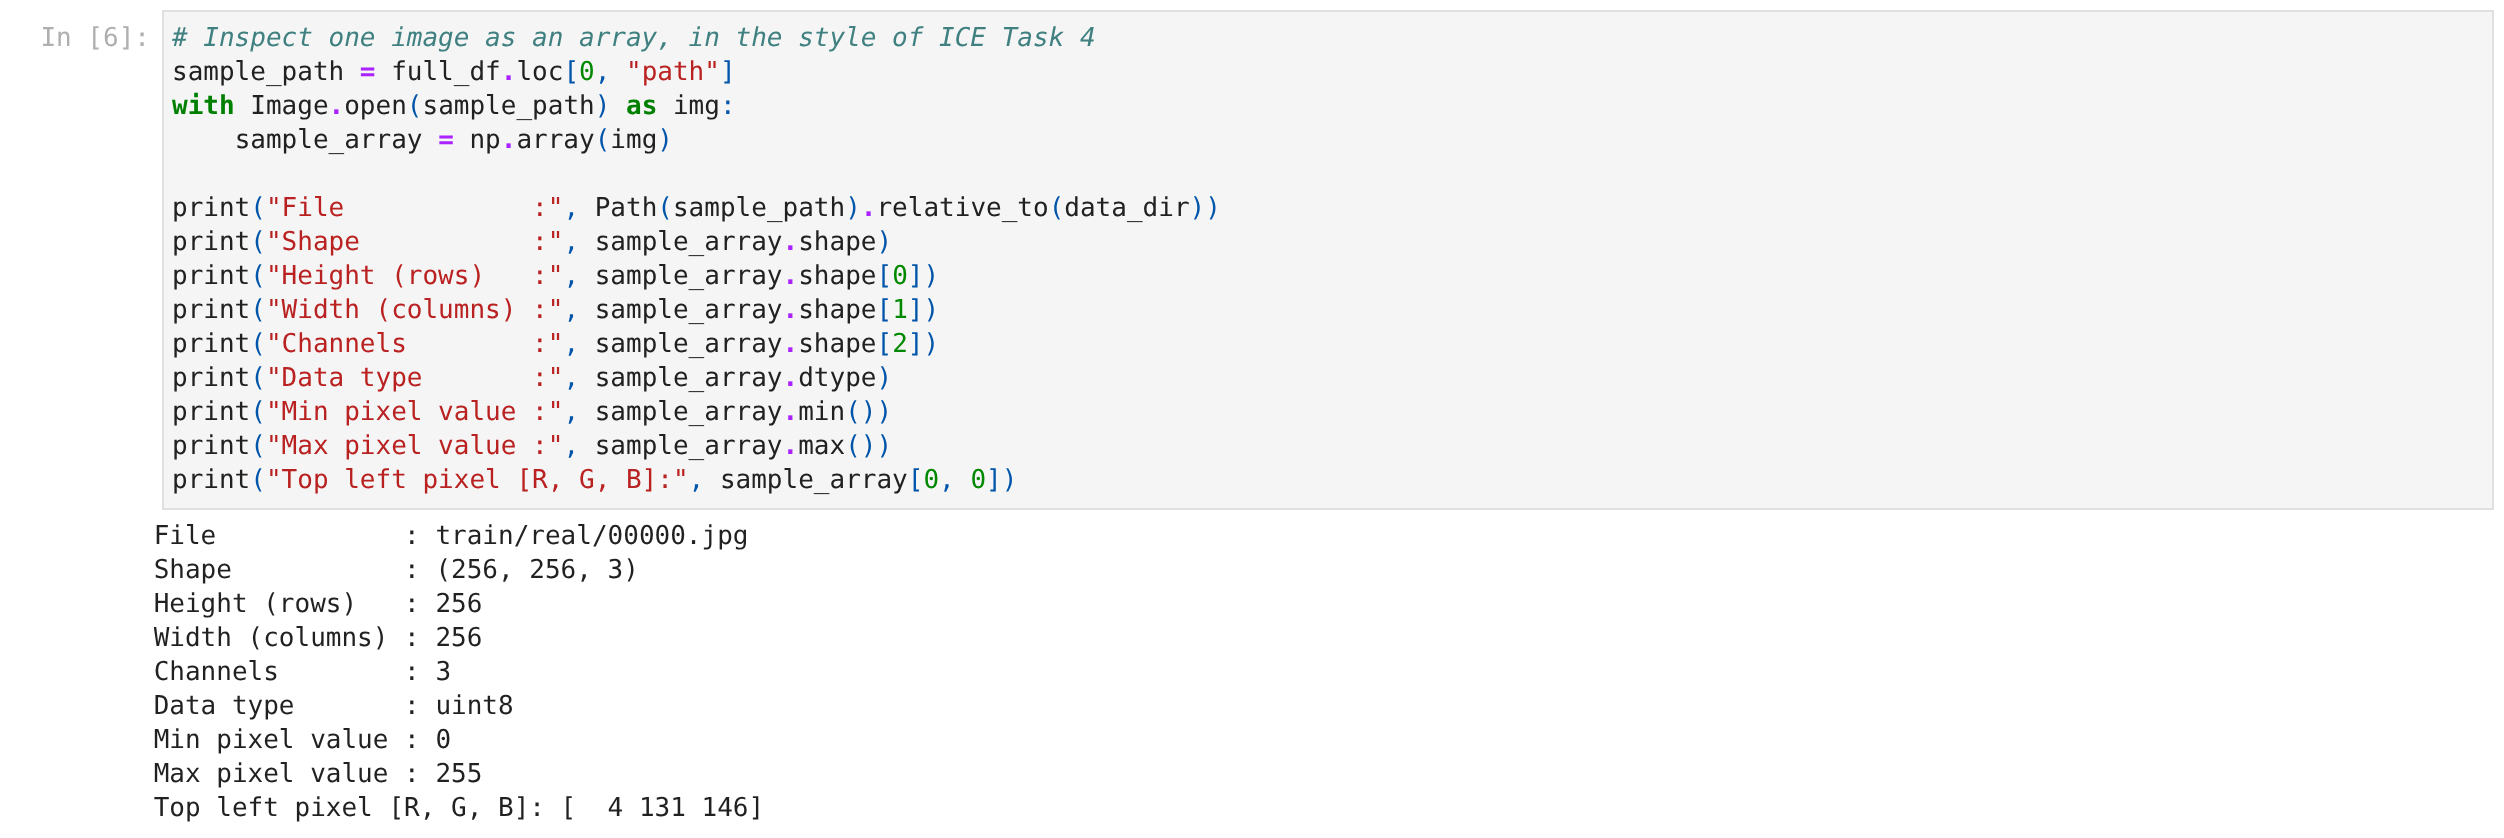 In [6]:
# Inspect one image as an array, in the style of ICE Task 4
sample_path = full_df.loc[0, "path"]
with Image.open(sample_path) as img:
    sample_array = np.array(img)

print("File            :", Path(sample_path).relative_to(data_dir))
print("Shape           :", sample_array.shape)
print("Height (rows)   :", sample_array.shape[0])
print("Width (columns) :", sample_array.shape[1])
print("Channels        :", sample_array.shape[2])
print("Data type       :", sample_array.dtype)
print("Min pixel value :", sample_array.min())
print("Max pixel value :", sample_array.max())
print("Top left pixel [R, G, B]:", sample_array[0, 0])
File            : train/real/00000.jpg
Shape           : (256, 256, 3)
Height (rows)   : 256
Width (columns) : 256
Channels        : 3
Data type       : uint8
Min pixel value : 0
Max pixel value : 255
Top left pixel [R, G, B]: [  4 131 146]